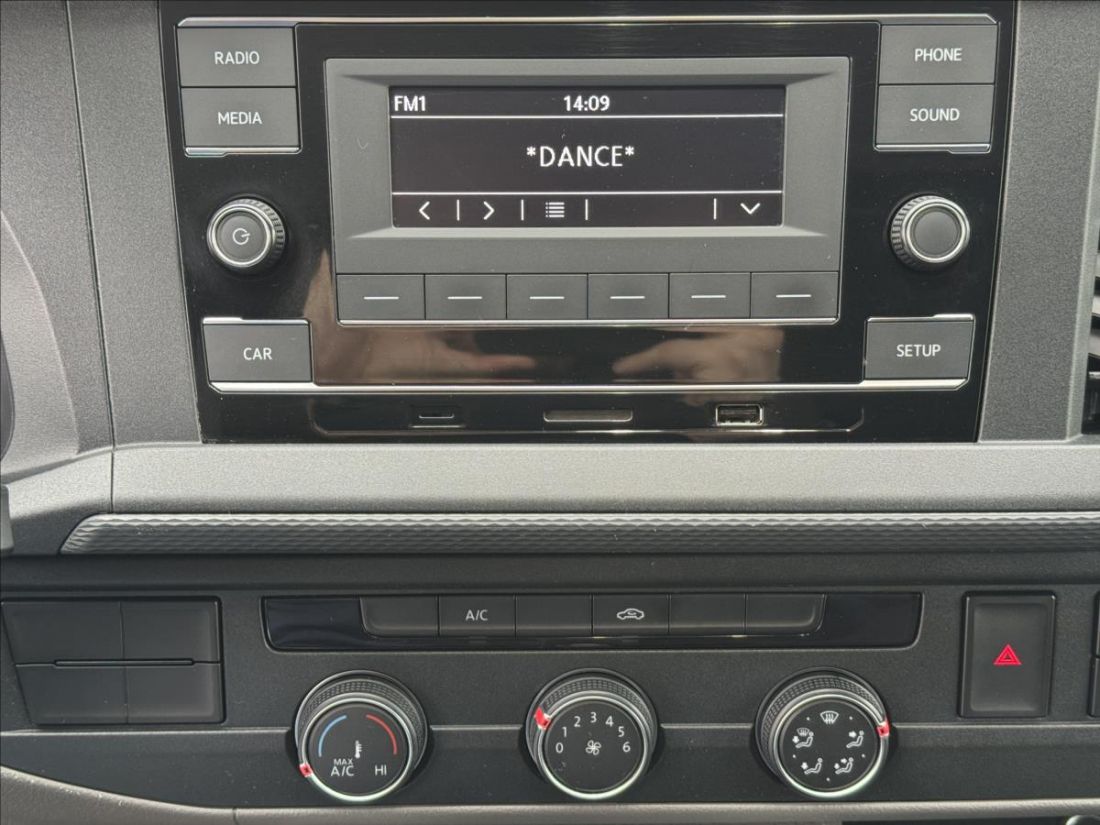 RADIO
MEDIA
FM1 14:09
*DANCE*
PHONE
SOUND
CAR
SETUP
A/C
MAX
A/C HI
0 1 2 3 4 5 6